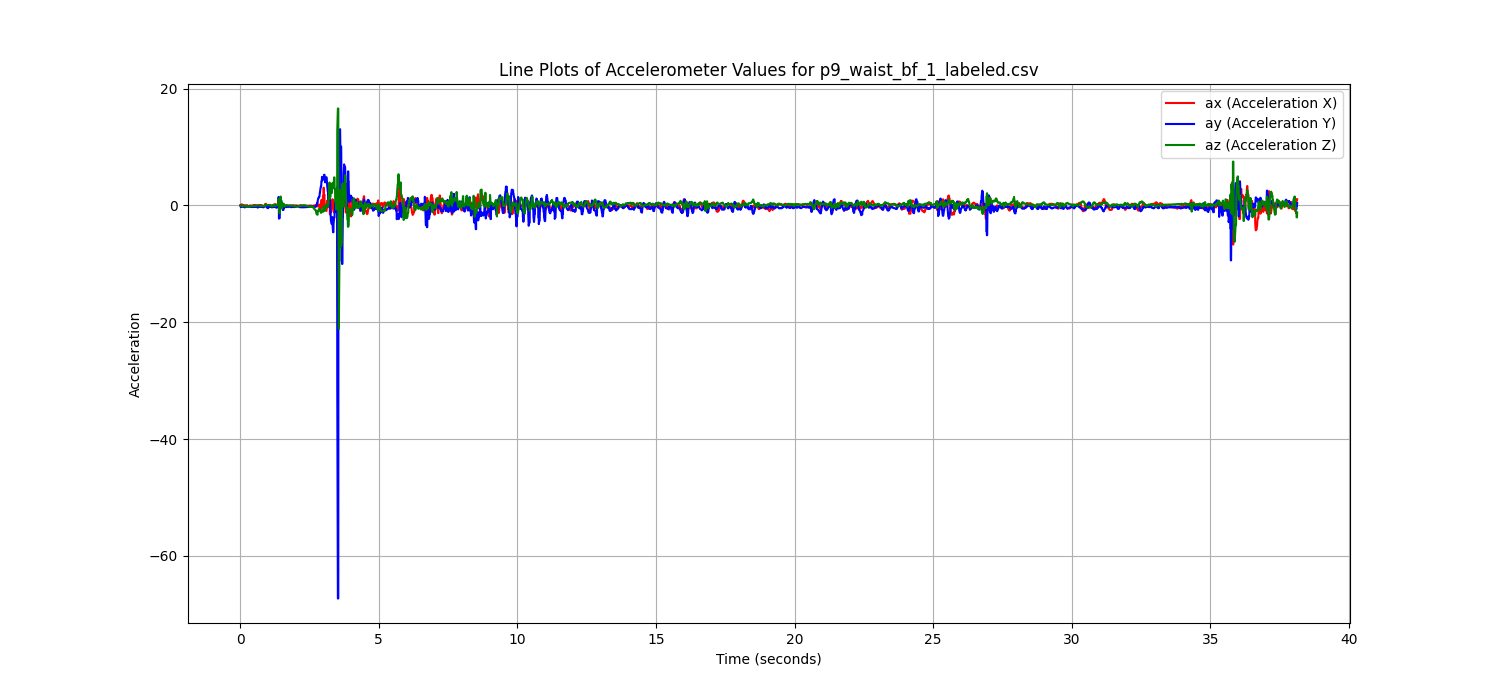 Line Plots of Accelerometer Values for p9_waist_bf_1_labeled.csv
ax (Acceleration X)
ay (Acceleration Y)
az (Acceleration Z)
20
0
−20
−40
−60
Acceleration
0 5 10 15 20 25 30 35 40
Time (seconds)